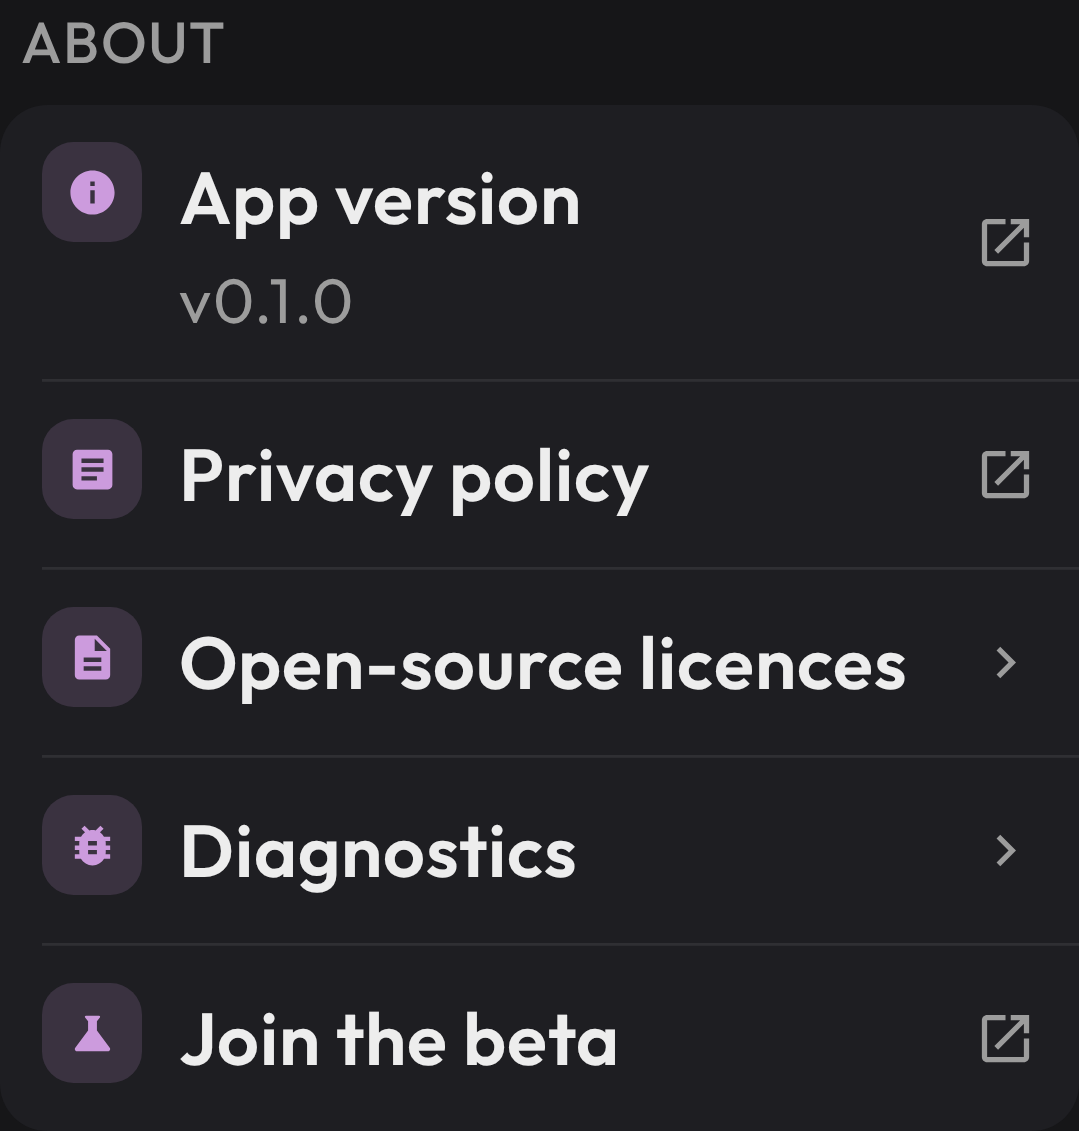 ABOUT
App version
v0.1.0
Privacy policy
Open-source licences
Diagnostics
Join the beta